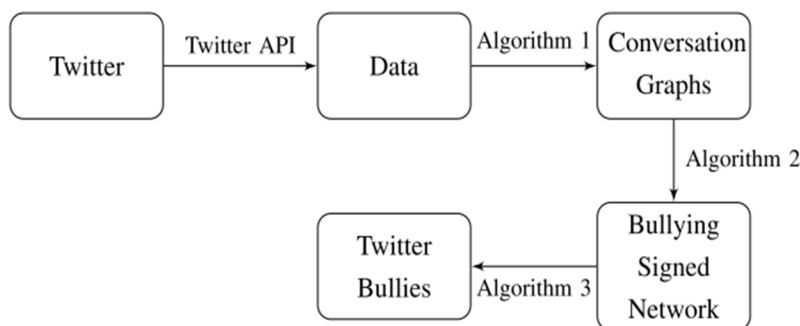 Twitter
Twitter API
Data
Algorithm 1
Conversation
Graphs
Algorithm 2
Bullying
Signed
Network
Algorithm 3
Twitter
Bullies